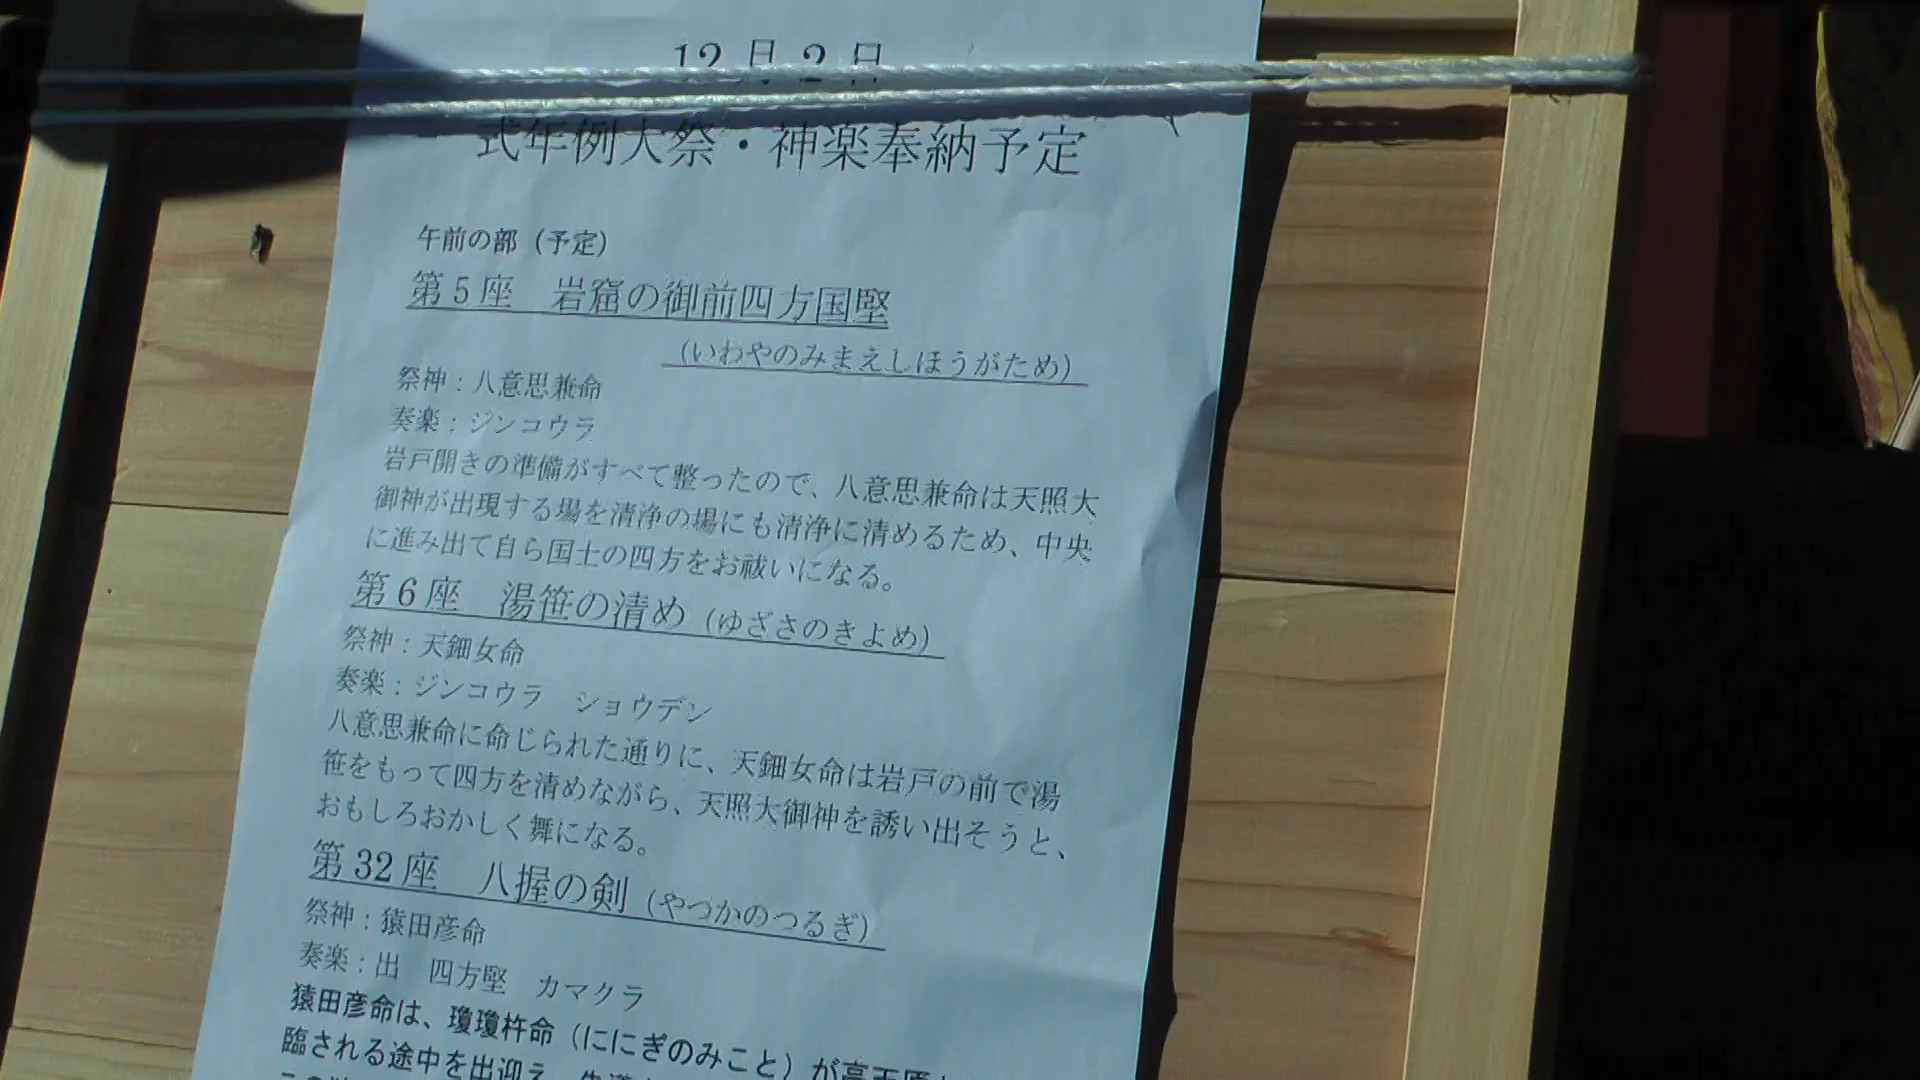 12月2日
式年例大祭・神楽奉納予定
午前の部（予定）
第5座　岩窟の御前四方国堅
（いわやのみまえしほうがため）
祭神：八意思兼命
奏楽：ジンコウラ
岩戸開きの準備がすべて整ったので、八意思兼命は天照大
御神が出現する場を清浄の場にも清浄に清めるため、中央
に進み出て自ら国土の四方をお祓いになる。
第6座　湯笹の清め（ゆざさのきよめ）
祭神：天鈿女命
奏楽：ジンコウラ　ショウデン
八意思兼命に命じられた通りに、天鈿女命は岩戸の前で湯
笹をもって四方を清めながら、天照大御神を誘い出そうと、
おもしろおかしく舞になる。
第32座　八握の剣（やつかのつるぎ）
祭神：猿田彦命
奏楽：出　四方堅　カマクラ
猿田彦命は、瓊瓊杵命（ににぎのみこと）が高天原
臨される途中を出迎え、